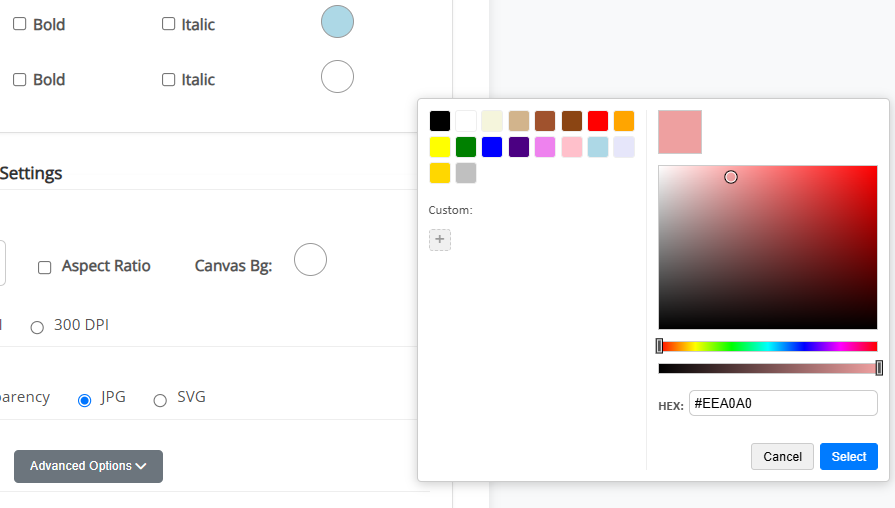 Bold Italic
Bold Italic
Settings
Custom:
+
Aspect Ratio Canvas Bg:
300 DPI
arency JPG SVG
HEX: #EEA0A0
Advanced Options
Cancel Select